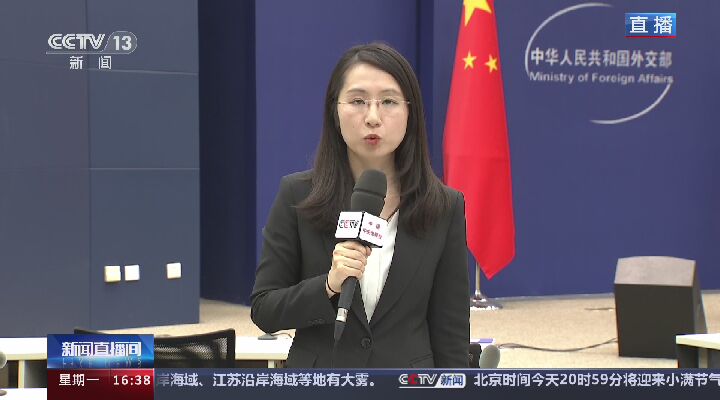 CCTV 13
新闻
直播
中华人民共和国外交部
Ministry of Foreign Affairs
CCTV
新闻直播间
星期一 16:38
岸海域、江苏沿岸海域等地有大雾。 CCTV新闻 北京时间今天20时59分将迎来小满节气